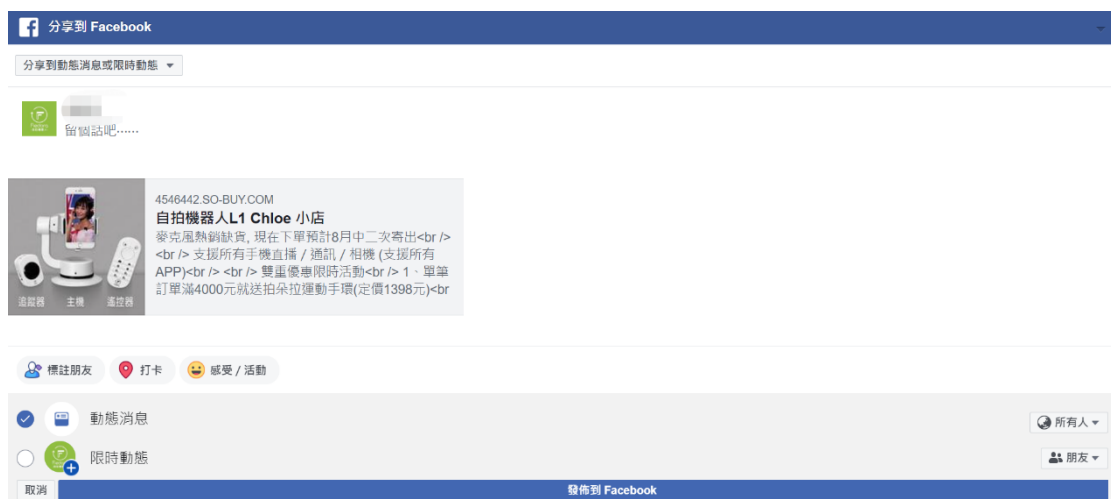 分享到 Facebook
分享到動態消息或限時動態
留個話吧......
4546442.SO-BUY.COM
自拍機器人L1 Chloe 小店
麥克風熱銷缺貨, 現在下單預計8月中二次寄出<br />
<br /> 支援所有手機直播 / 通訊 / 相機 (支援所有
APP)<br /> <br /> 雙重優惠限時活動<br /> 1、單筆
訂單滿4000元就送拍朵拉運動手環(定價1398元)<br
追蹤器 主機 遙控器
標註朋友 打卡 感受 / 活動
動態消息 所有人
限時動態 朋友
取消 發佈到 Facebook